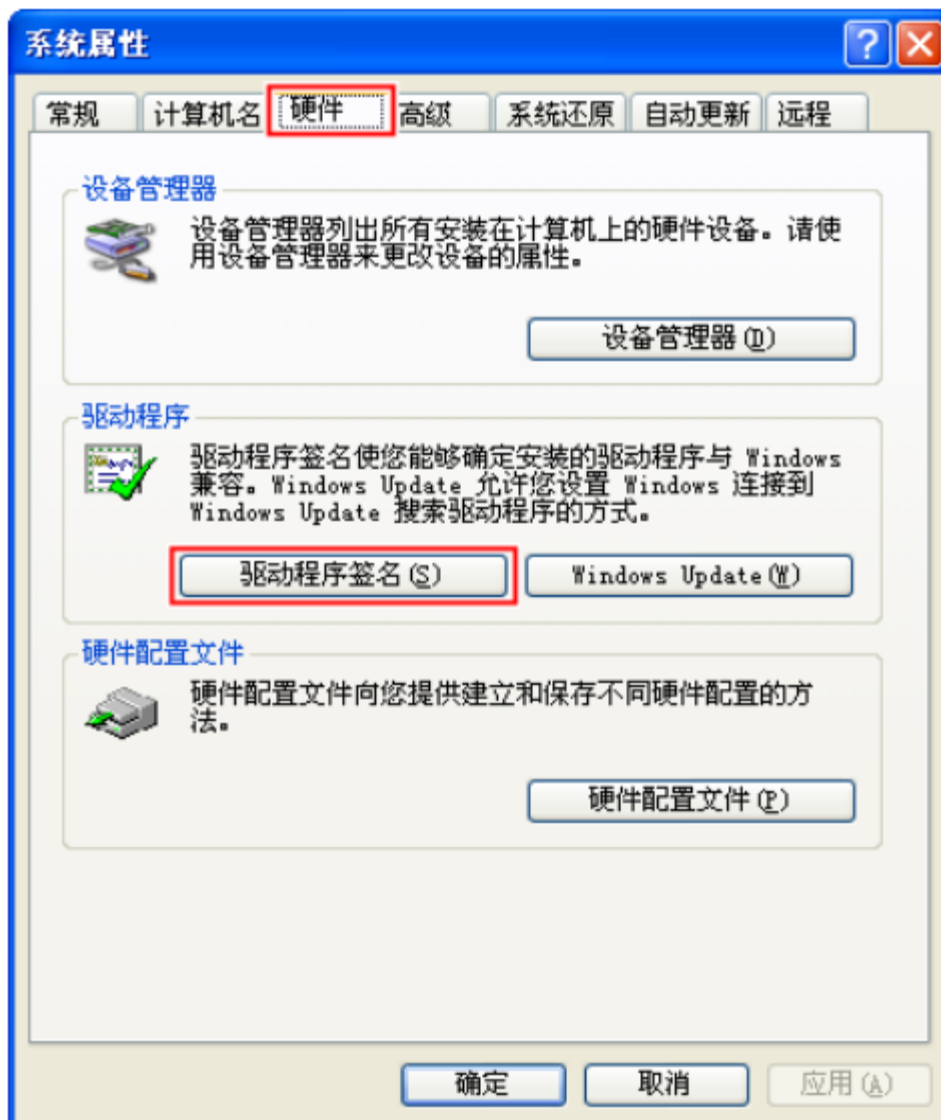 系统属性
常规 计算机名 硬件 高级 系统还原 自动更新 远程
设备管理器
设备管理器列出所有安装在计算机上的硬件设备。请使
用设备管理器来更改设备的属性。
设备管理器(D)
驱动程序
驱动程序签名使您能够确定安装的驱动程序与 Windows
兼容。Windows Update 允许您设置 Windows 连接到
Windows Update 搜索驱动程序的方式。
驱动程序签名(S) Windows Update(W)
硬件配置文件
硬件配置文件向您提供建立和保存不同硬件配置的方
法。
硬件配置文件(P)
确定 取消 应用(A)